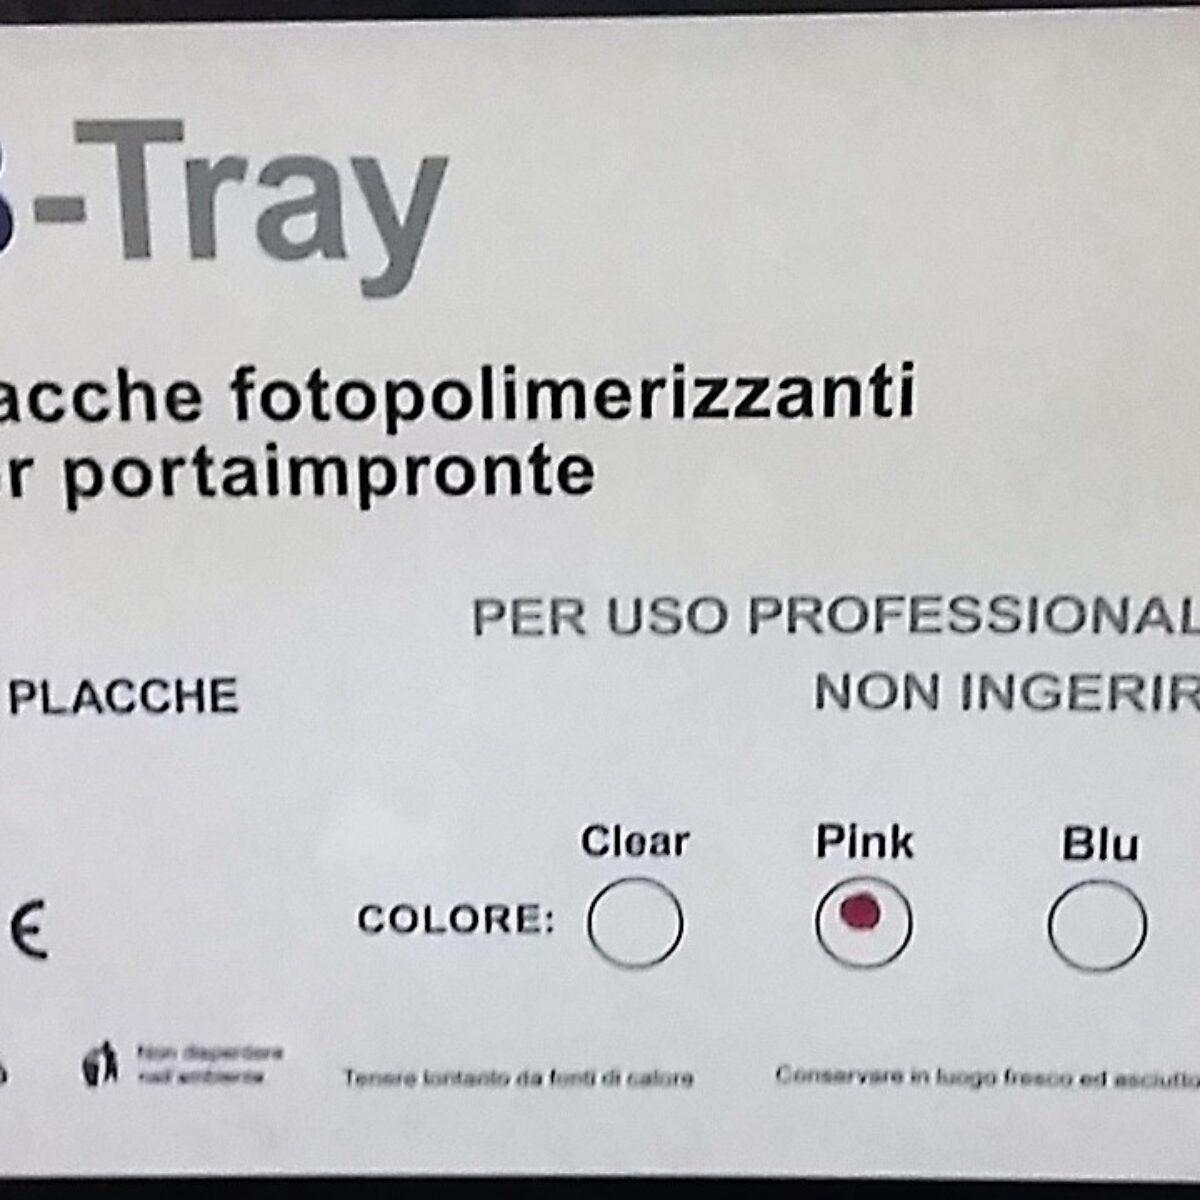 -Tray
acche fotopolimerizzanti
r portaimpronte
PER USO PROFESSIONAL
PLACCHE
NON INGERIR
Clear Pink Blu
COLORE:
Non disperdere
nell'ambiente
Tenere lontano da fonti di calore
Conservare in luogo fresco ed asciutto